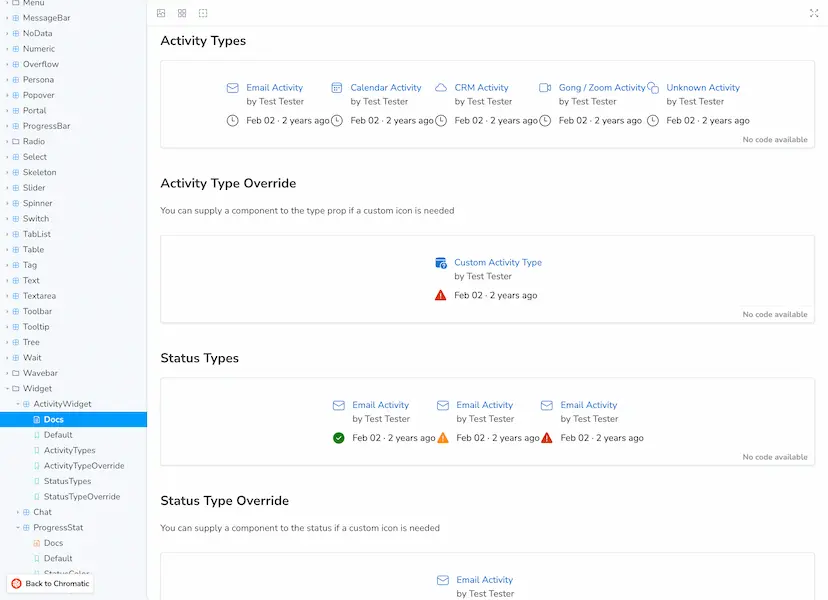 Menu
MessageBar
NoData
Numeric
Overflow
Persona
Popover
Portal
ProgressBar
Radio
Select
Skeleton
Slider
Spinner
Switch
TabList
Table
Tag
Text
Textarea
Toolbar
Tooltip
Tree
Wait
Wavebar
Widget
ActivityWidget
Docs
Default
ActivityTypes
ActivityTypeOverride
StatusTypes
StatusTypeOverride
Chat
ProgressStat
Docs
Default
StatusColor
Back to Chromatic
Activity Types
Email Activity Calendar Activity CRM Activity Gong / Zoom Activity Unknown Activity
by Test Tester by Test Tester by Test Tester by Test Tester by Test Tester
Feb 02 · 2 years ago Feb 02 · 2 years ago Feb 02 · 2 years ago Feb 02 · 2 years ago Feb 02 · 2 years ago
No code available
Activity Type Override
You can supply a component to the type prop if a custom icon is needed
Custom Activity Type
by Test Tester
Feb 02 · 2 years ago
No code available
Status Types
Email Activity Email Activity Email Activity
by Test Tester by Test Tester by Test Tester
Feb 02 · 2 years ago Feb 02 · 2 years ago Feb 02 · 2 years ago
No code available
Status Type Override
You can supply a component to the status if a custom icon is needed
Email Activity
by Test Tester